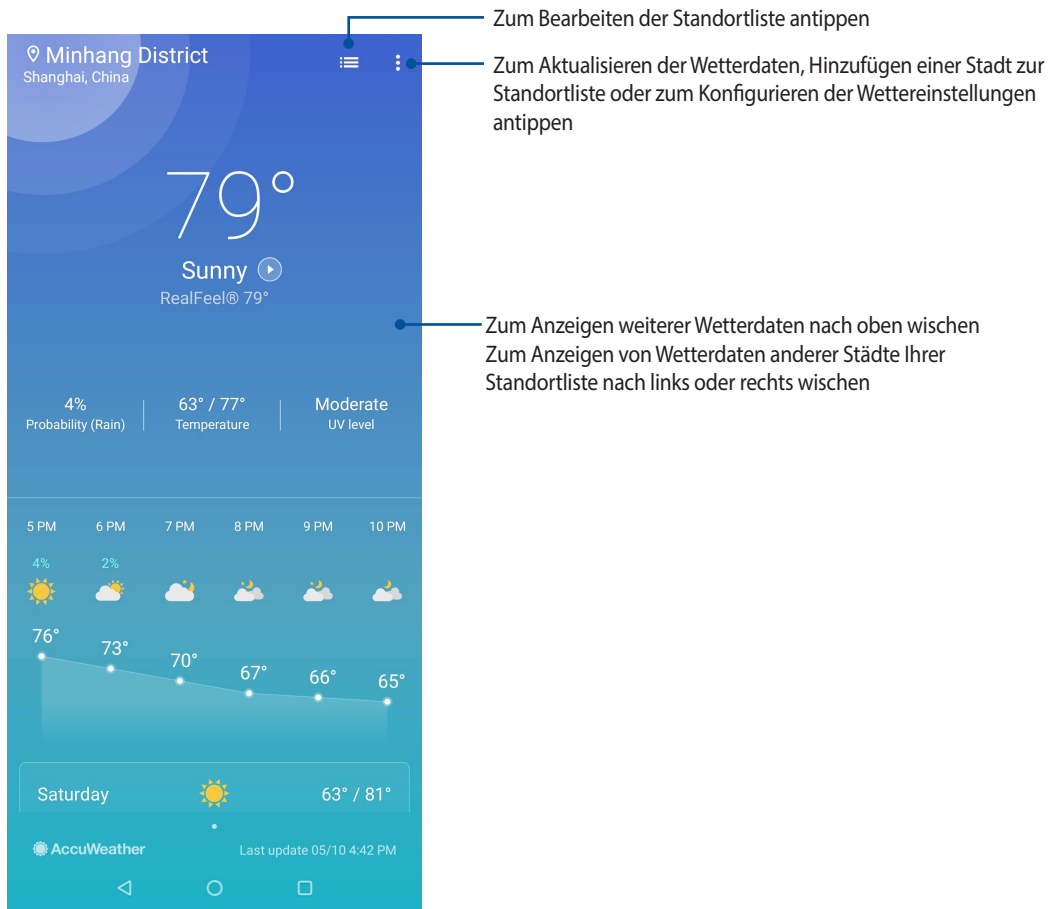 Zum Bearbeiten der Standortliste antippen
Minhang District
Shanghai, China
Zum Aktualisieren der Wetterdaten, Hinzufügen einer Stadt zur
Standortliste oder zum Konfigurieren der Wettereinstellungen
antippen
79°
Sunny
RealFeel® 79°
Zum Anzeigen weiterer Wetterdaten nach oben wischen
Zum Anzeigen von Wetterdaten anderer Städte Ihrer
Standortliste nach links oder rechts wischen
4% 63° / 77° Moderate
Probability (Rain) Temperature UV level
5 PM 6 PM 7 PM 8 PM 9 PM 10 PM
4% 2%
76° 73° 70° 67° 66° 65°
Saturday 63° / 81°
AccuWeather Last update 05/10 4:42 PM